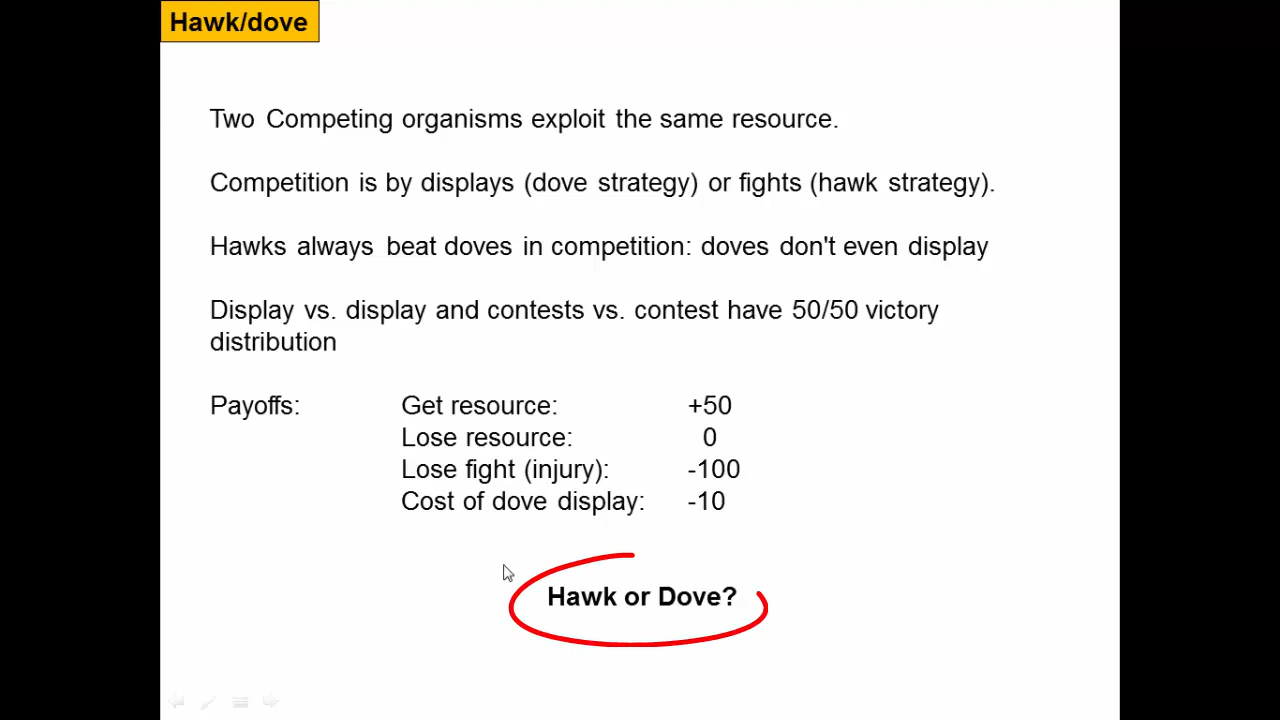 Hawk/dove
Two Competing organisms exploit the same resource.
Competition is by displays (dove strategy) or fights (hawk strategy).
Hawks always beat doves in competition: doves don't even display
Display vs. display and contests vs. contest have 50/50 victory
distribution
Payoffs: Get resource: +50
Lose resource: 0
Lose fight (injury): -100
Cost of dove display: -10
Hawk or Dove?